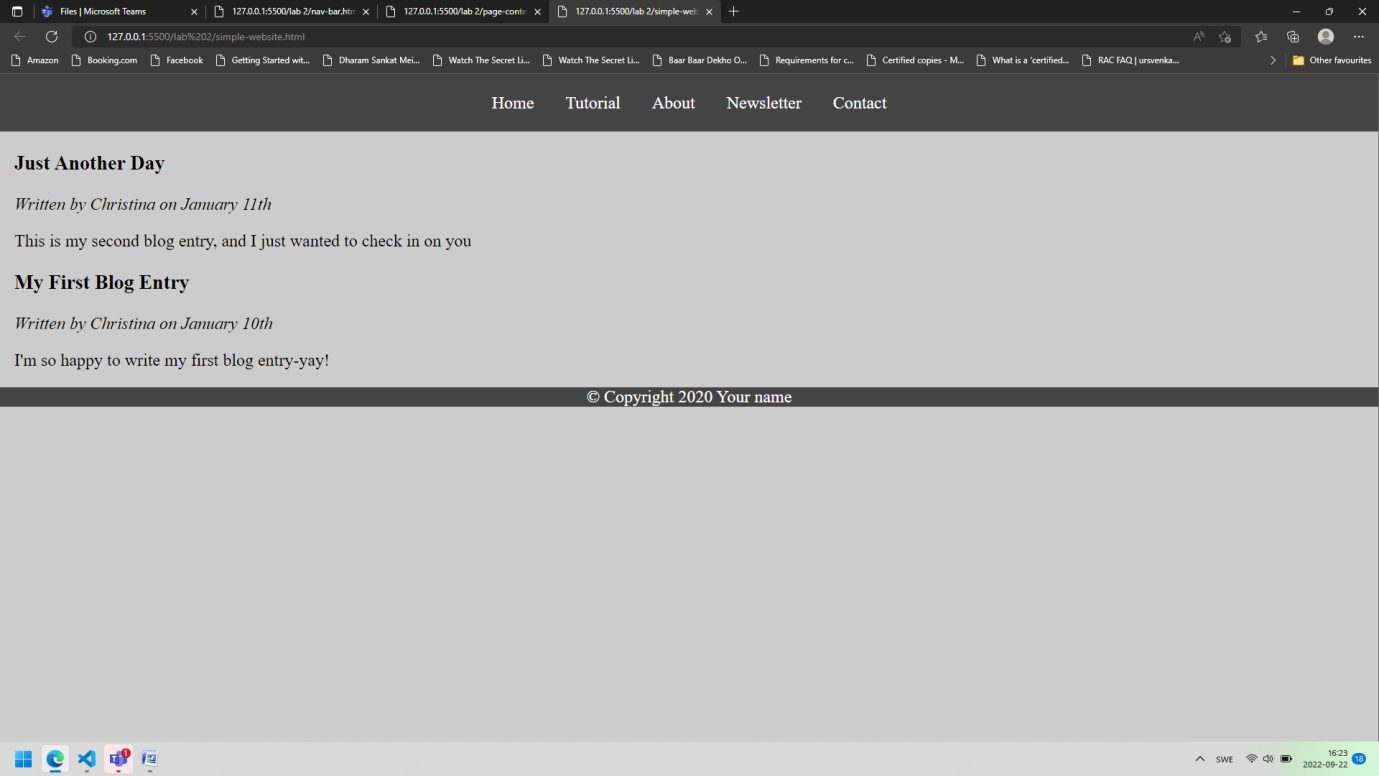 Files | Microsoft Teams
127.0.0.1:5500/lab 2/nav-bar.htm
127.0.0.1:5500/lab 2/page-conte
127.0.0.1:5500/lab 2/simple-web
127.0.0.1:5500/lab%202/simple-website.html
Amazon Booking.com Facebook Getting Started wit... Dharam Sankat Mei... Watch The Secret Li... Watch The Secret Li... Baar Baar Dekho O... Requirements for c... Certified copies - M... What is a 'certified... RAC FAQ | ursvenka... Other favourites
Home Tutorial About Newsletter Contact
Just Another Day
Written by Christina on January 11th
This is my second blog entry, and I just wanted to check in on you
My First Blog Entry
Written by Christina on January 10th
I'm so happy to write my first blog entry-yay!
© Copyright 2020 Your name
1
SWE
16:23
2022-09-22
18